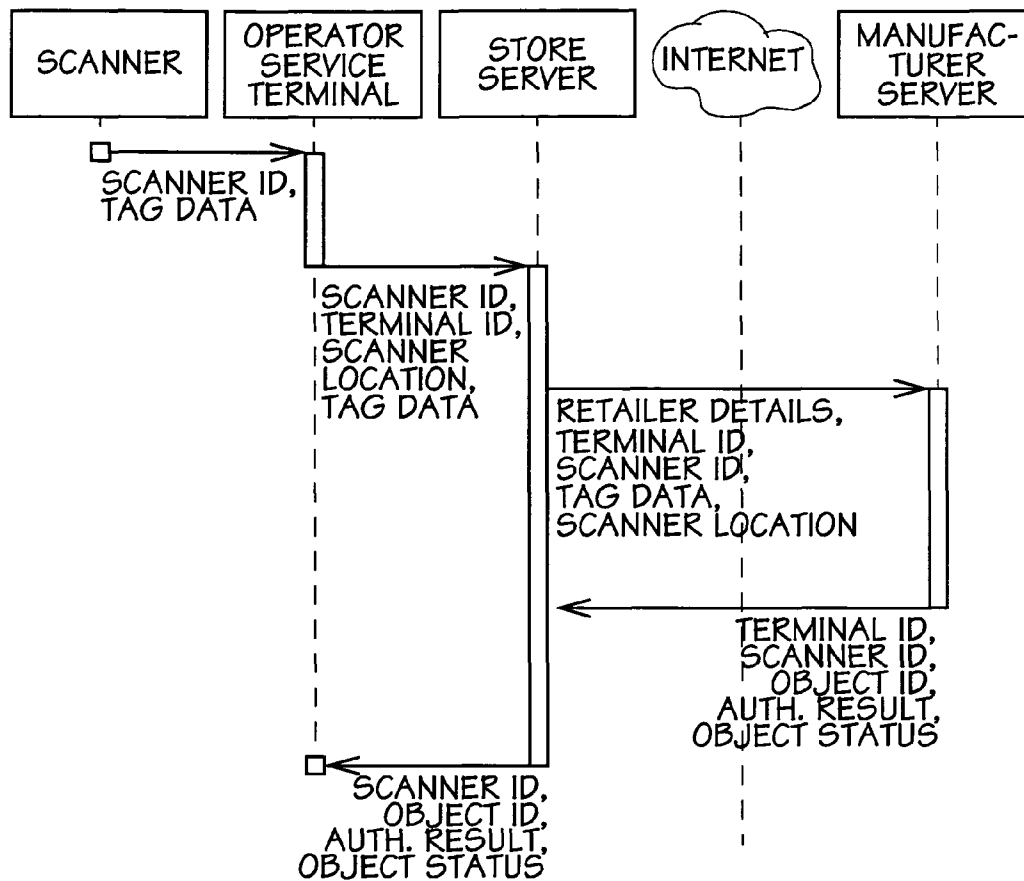 SCANNER
OPERATOR
SERVICE
TERMINAL
STORE
SERVER
INTERNET
MANUFAC-
TURER
SERVER
SCANNER ID,
TAG DATA
SCANNER ID,
TERMINAL ID,
SCANNER
LOCATION,
TAG DATA
RETAILER DETAILS,
TERMINAL ID,
SCANNER ID,
TAG DATA,
SCANNER LOCATION
TERMINAL ID,
SCANNER ID,
OBJECT ID,
AUTH. RESULT,
OBJECT STATUS
SCANNER ID,
OBJECT ID,
AUTH. RESULT,
OBJECT STATUS